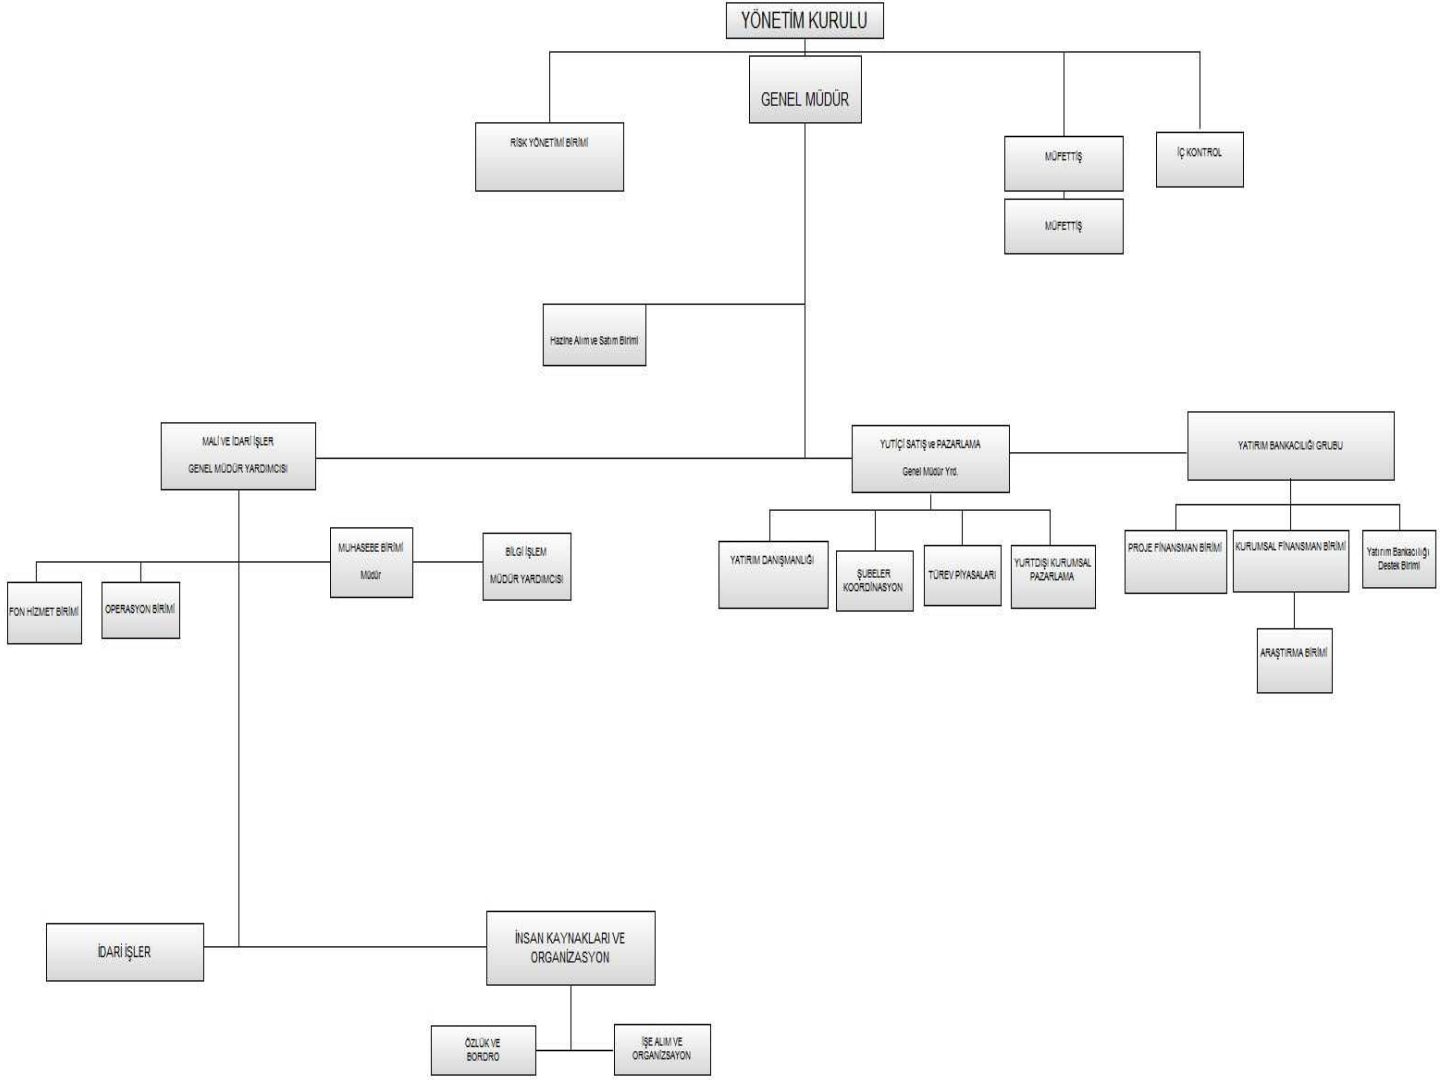 YÖNETİM KURULU
GENEL MÜDÜR
RİSK YÖNETİMİ BİRİMİ
MÜFETTİŞ
İÇ KONTROL
MÜFETTİŞ
Hazine Alım ve Satım Birimi
MALİ VE İDARİ İŞLER
GENEL MÜDÜR YARDIMCISI
YUTİÇİ SATIŞ ve PAZARLAMA
Genel Müdür Yrd.
YATIRIM BANKACILIĞI GRUBU
MUHASEBE BİRİMİ
Müdür
BİLGİ İŞLEM
MÜDÜR YARDIMCISI
FON HİZMET BİRİMİ
OPERASYON BİRİMİ
YATIRIM DANIŞMANLIĞI
ŞUBELER
KOORDİNASYON
TÜREV PİYASALARI
YURTDIŞI KURUMSAL
PAZARLAMA
PROJE FİNANSMAN BİRİMİ
KURUMSAL FİNANSMAN BİRİMİ
Yatırım Bankacılığı
Destek Birimi
ARAŞTIRMA BİRİMİ
İDARİ İŞLER
İNSAN KAYNAKLARI VE
ORGANİZASYON
ÖZLÜK VE
BORDRO
İŞE ALIM VE
ORGANİZSAYON